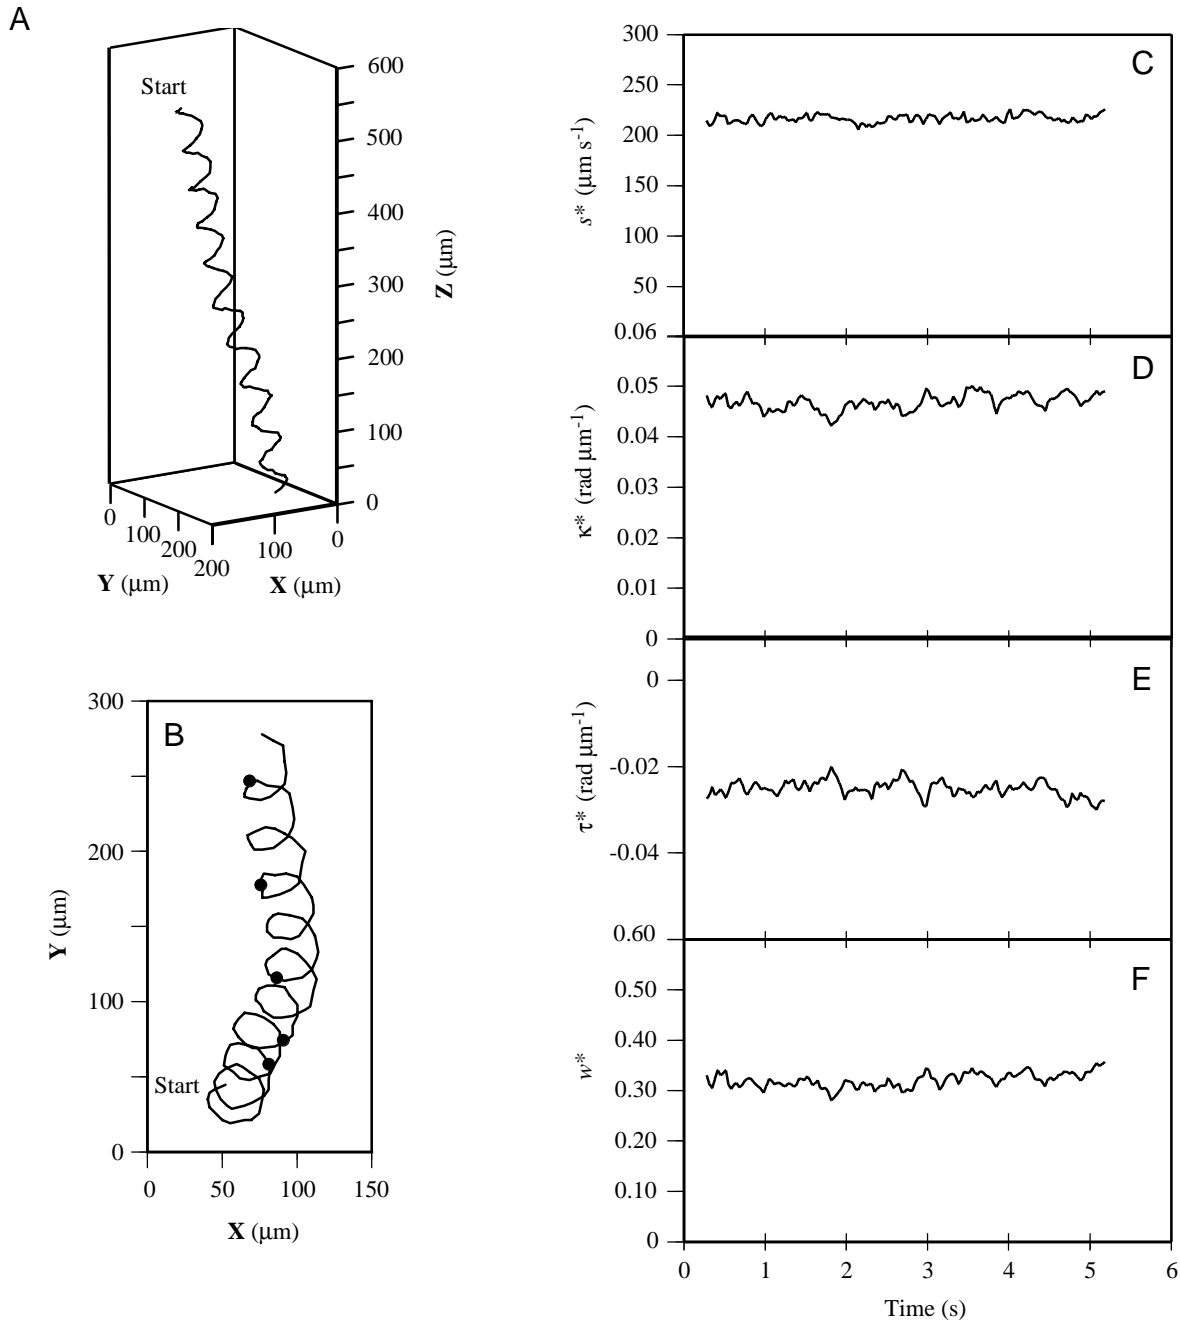 A
Start
600
500
400
300
200
100
0
Z (μm)
0
100
200
200
100
0
Y (μm)
X (μm)
B
300
200
100
0
Y (μm)
Start
0
50
100
150
X (μm)
C
300
250
200
150
100
50
s* (μm s-1)
D
0.06
0.05
0.04
0.03
0.02
0.01
0
κ* (rad μm-1)
E
0
-0.02
-0.04
τ* (rad μm-1)
F
0.60
0.50
0.40
0.30
0.20
0.10
0
w*
0
1
2
3
4
5
6
Time (s)